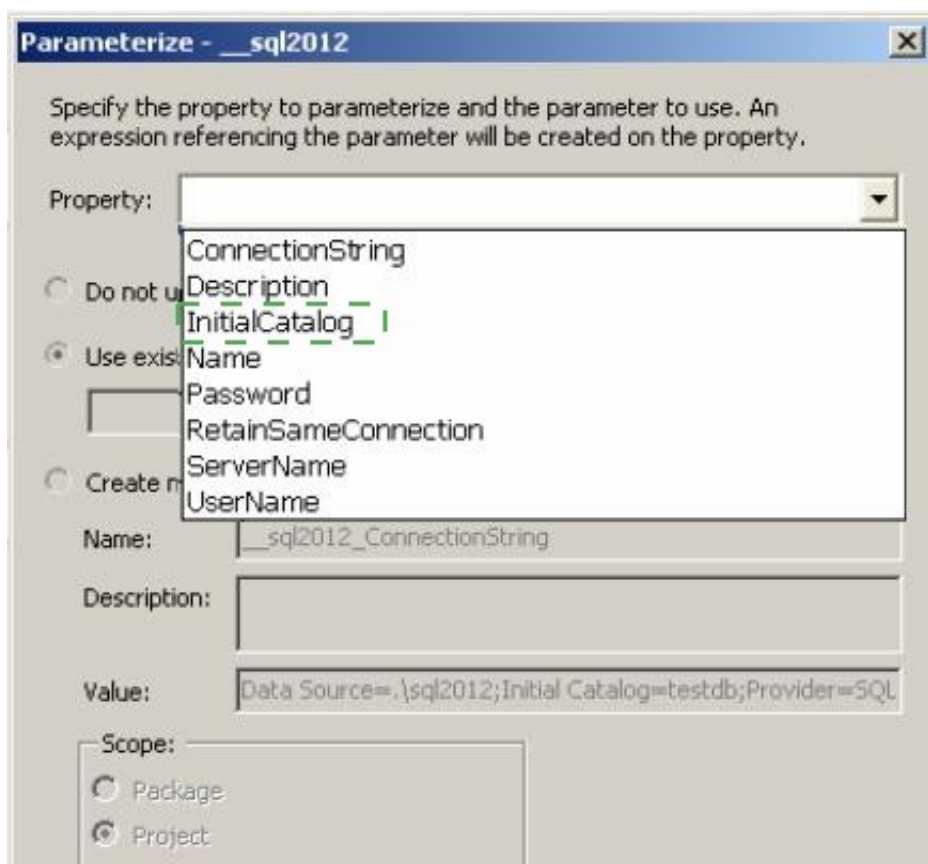 Parameterize - __sql2012
Specify the property to parameterize and the parameter to use. An
expression referencing the parameter will be created on the property.
Property:
ConnectionString
Do not u
Description
InitialCatalog
Use exis
Name
Password
RetainSameConnection
ServerName
Create n
UserName
Name: __sql2012_ConnectionString
Description:
Value: Data Source=.\sql2012;Initial Catalog=testdb;Provider=SQL
Scope:
Package
Project